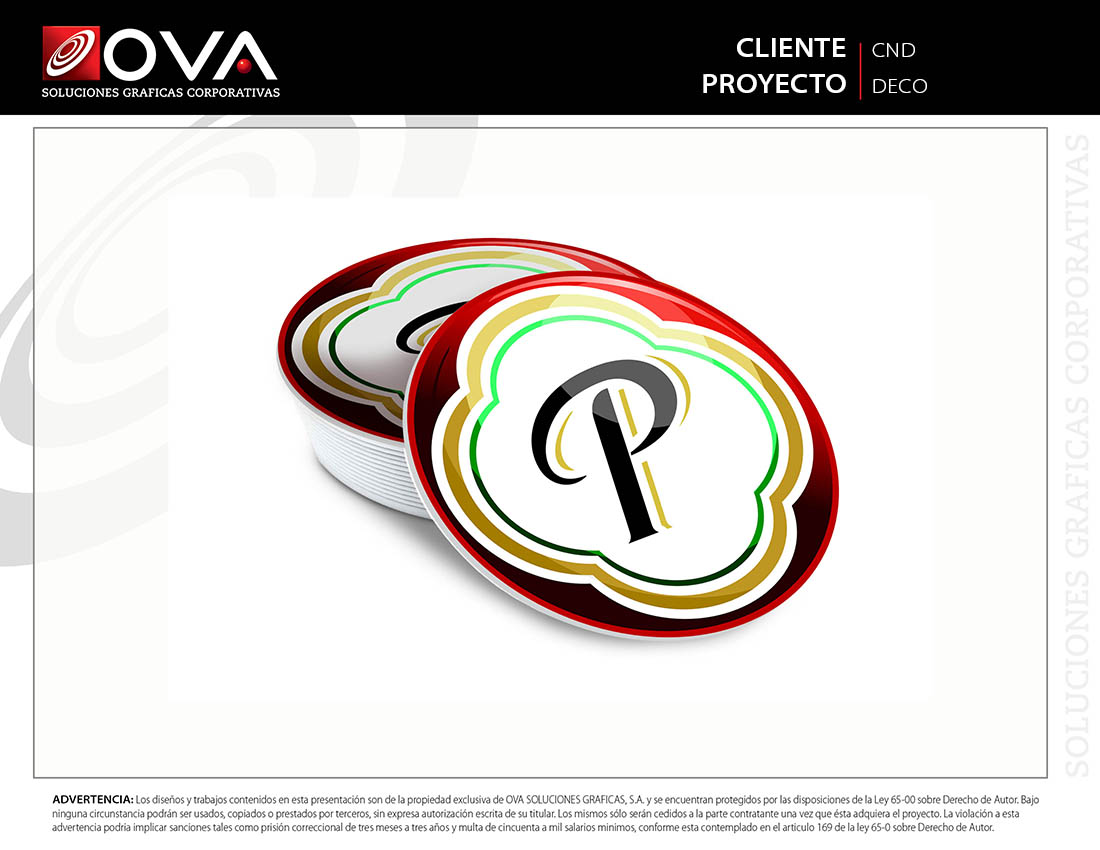 OVA
SOLUCIONES GRAFICAS CORPORATIVAS
CLIENTE CND
PROYECTO DECO
P
P
SOLUCIONES GRAFICAS CORPORATIVAS
ADVERTENCIA: Los diseños y trabajos contenidos en esta presentación son de la propiedad exclusiva de OVA SOLUCIONES GRAFICAS, S.A. y se encuentran protegidos por las disposiciones de la Ley 65-00 sobre Derecho de Autor. Bajo
ninguna circunstancia podrán ser usados, copiados o prestados por terceros, sin expresa autorización escrita de su titular. Los mismos sólo serán cedidos a la parte contratante una vez que ésta adquiera el proyecto. La violación a esta
advertencia podria implicar sanciones tales como prisión correccional de tres meses a tres años y multa de cincuenta a mil salarios minimos, conforme esta contemplado en el articulo 169 de la ley 65-0 sobre Derecho de Autor.